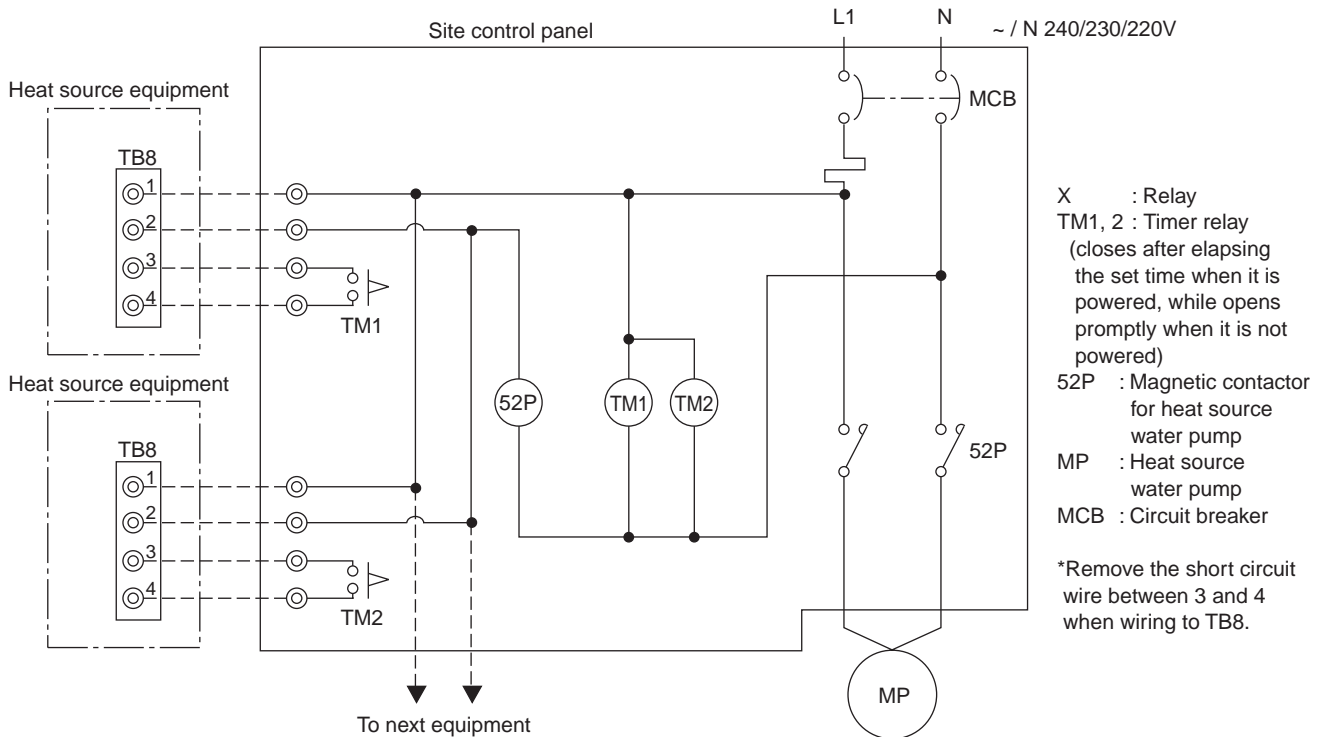 Site control panel
L1
N
~ / N 240/230/220V
MCB
Heat source equipment
TB8
1
2
3
4
TM1
52P
TM1
TM2
Heat source equipment
TB8
1
2
3
4
TM2
52P
MP
To next equipment
X : Relay
TM1, 2 : Timer relay
(closes after elapsing
the set time when it is
powered, while opens
promptly when it is not
powered)
52P : Magnetic contactor
for heat source
water pump
MP : Heat source
water pump
MCB : Circuit breaker
*Remove the short circuit
wire between 3 and 4
when wiring to TB8.